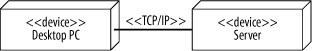 <<device>>
Desktop PC
<<TCP/IP>>
<<device>>
Server